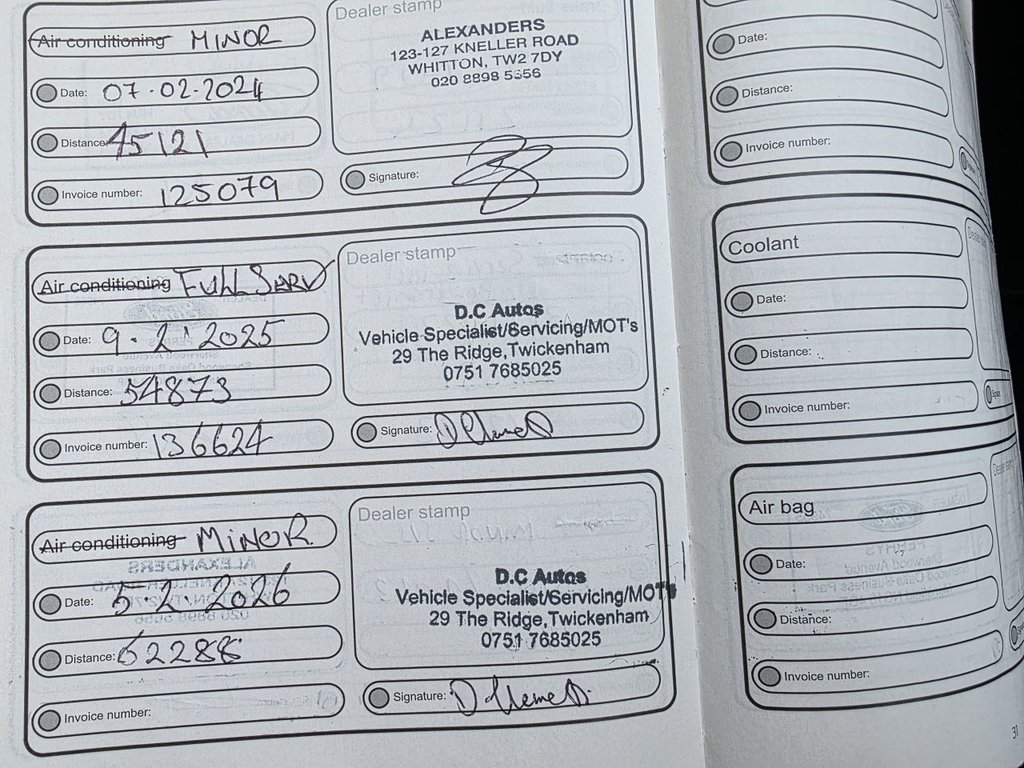 Air conditioning MINOR
Date: 07·02·2024
Distance: 45121
Invoice number: 125079
Dealer stamp
ALEXANDERS
123-127 KNELLER ROAD
WHITTON, TW2 7DY
020 8898 5656
Signature:
Air conditioning FULL SERV
Date: 9·2·2025
Distance: 54873
Invoice number: 136624
Dealer stamp
D.C Autos
Vehicle Specialist/Servicing/MOT's
29 The Ridge,Twickenham
0751 7685025
Signature:
Air conditioning MINOR
Date: 5·2·2026
Distance: 62288
Invoice number:
Dealer stamp
D.C Autos
Vehicle Specialist/Servicing/MOT's
29 The Ridge,Twickenham
0751 7685025
Signature:
Date:
Distance:
Invoice number:
Coolant
Date:
Distance:
Invoice number:
Air bag
Date:
Distance:
Invoice number: